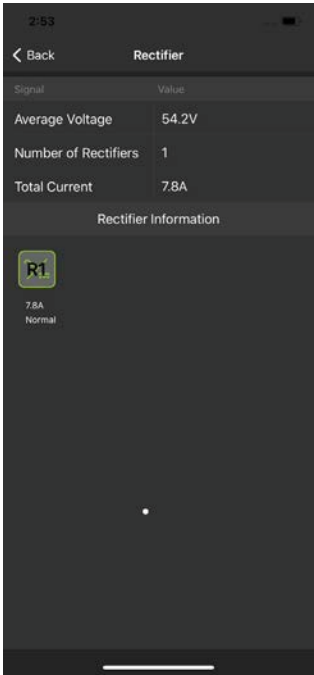 2:53
Back Rectifier
Signal Value
Average Voltage 54.2V
Number of Rectifiers 1
Total Current 7.8A
Rectifier Information
R1
7.8A
Normal